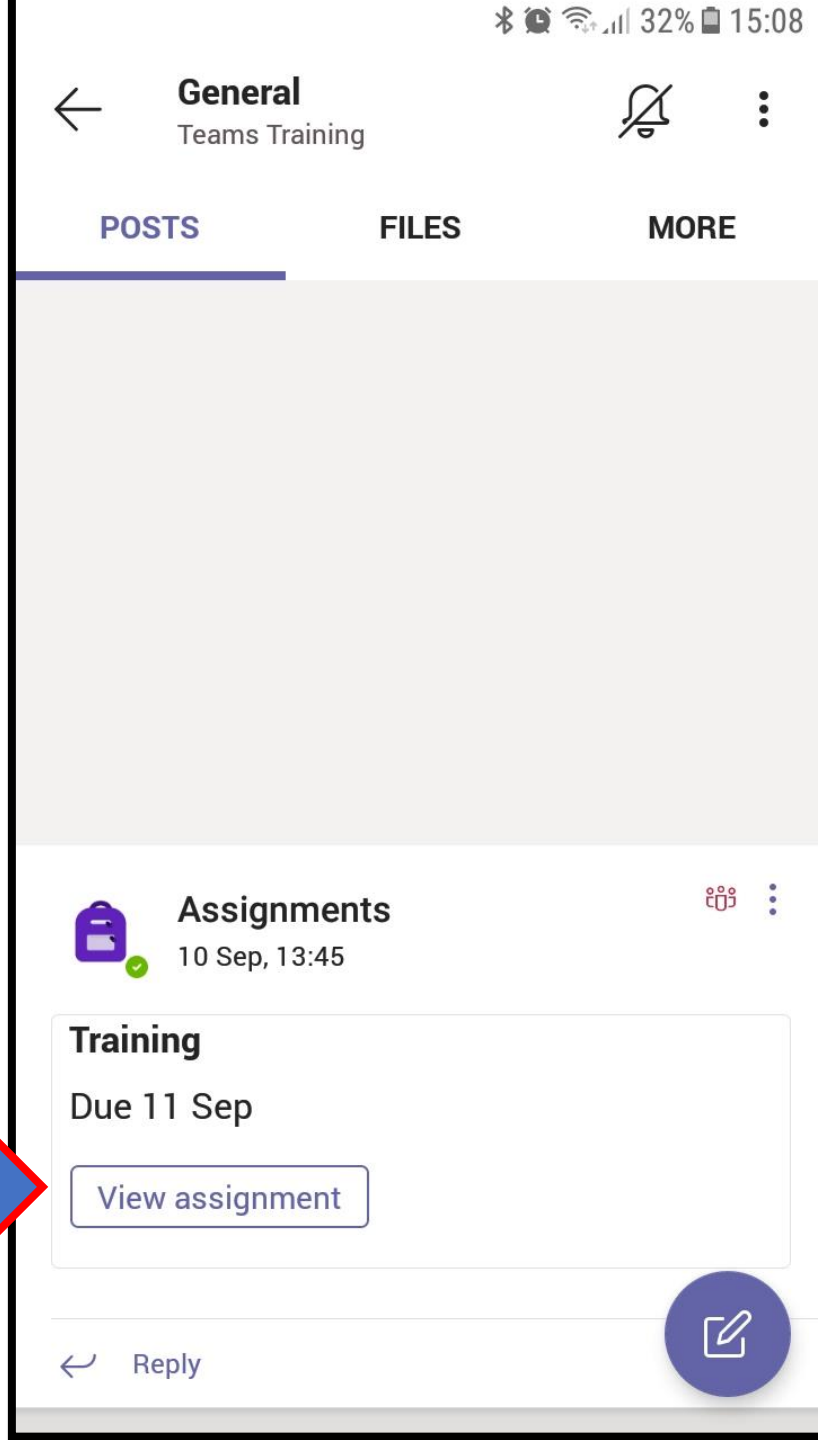 32% 15:08
General
Teams Training
POSTS FILES MORE
Assignments
10 Sep, 13:45
Training
Due 11 Sep
View assignment
Reply